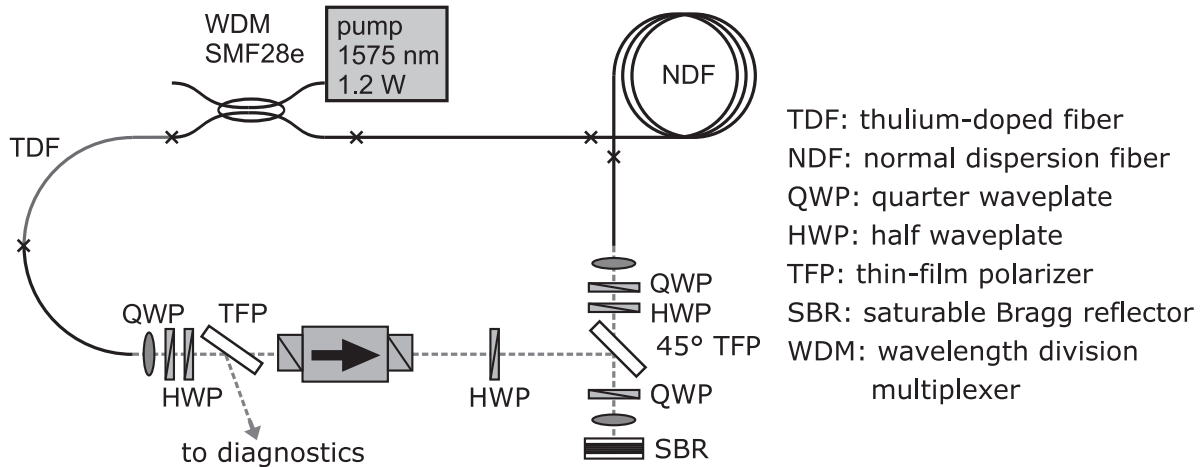 WDM
SMF28e
pump
1575 nm
1.2 W
NDF
TDF
QWP
TFP
HWP
to diagnostics
HWP
QWP
HWP
45° TFP
QWP
SBR
TDF: thulium-doped fiber
NDF: normal dispersion fiber
QWP: quarter waveplate
HWP: half waveplate
TFP: thin-film polarizer
SBR: saturable Bragg reflector
WDM: wavelength division
multiplexer